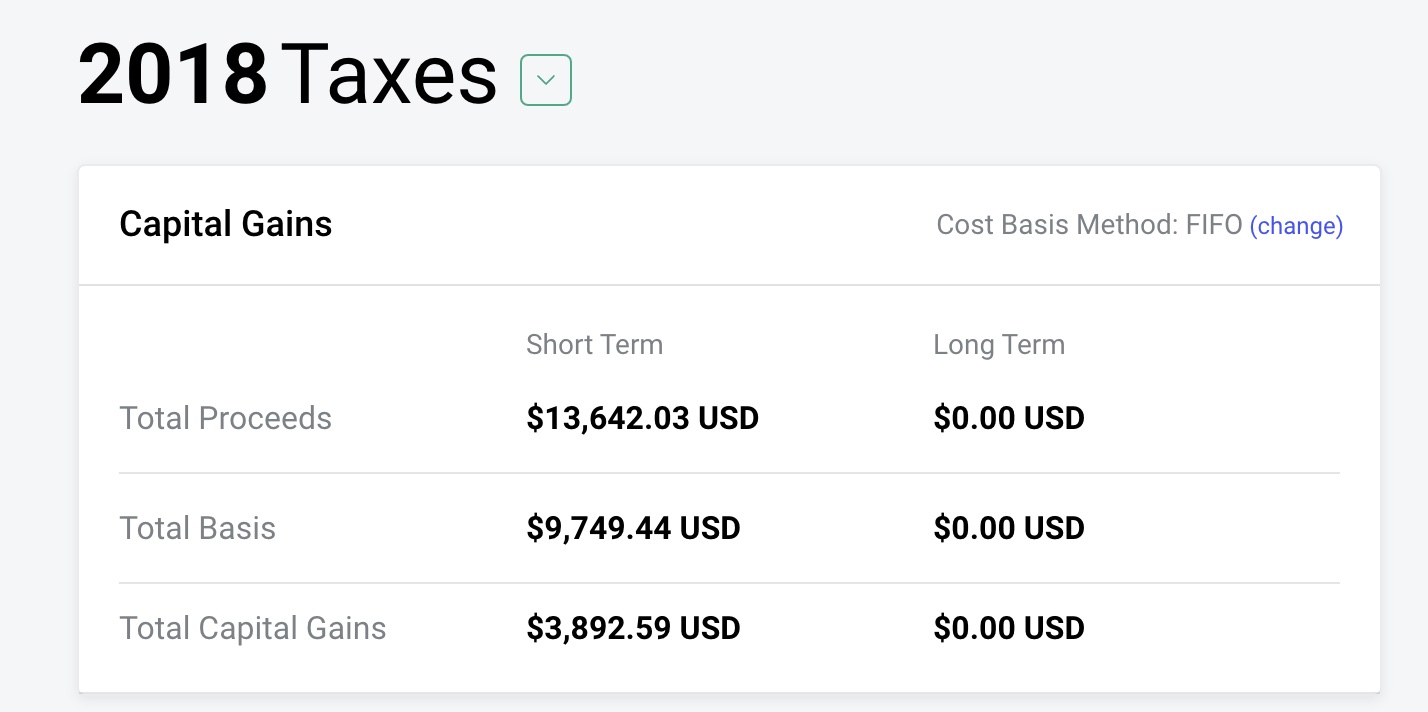 2018 Taxes
Capital Gains Cost Basis Method: FIFO (change)
Short Term Long Term
Total Proceeds $13,642.03 USD $0.00 USD
Total Basis $9,749.44 USD $0.00 USD
Total Capital Gains $3,892.59 USD $0.00 USD